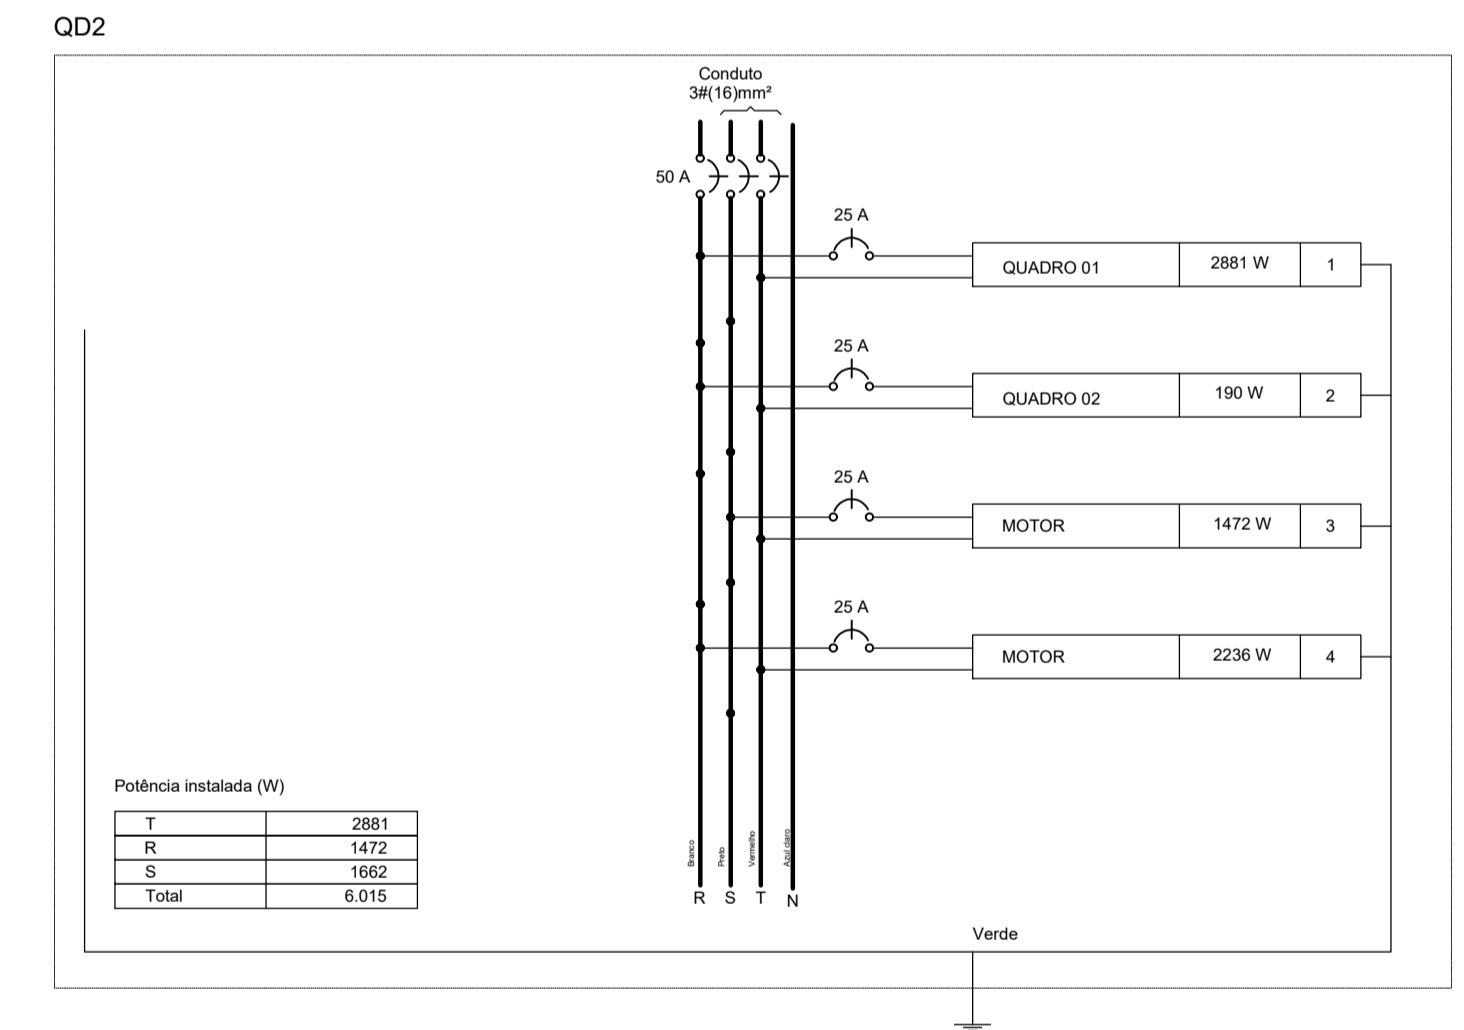 QD2
Conduto
3#(16)mm²
50 A
25 A
QUADRO 01 2881 W 1
25 A
QUADRO 02 190 W 2
25 A
MOTOR 1472 W 3
25 A
MOTOR 2236 W 4
Potência instalada (W)
T 2881
R 1472
S 1662
Total 6.015
Branco
Preto
Vermelho
Azul claro
R S T N
Verde